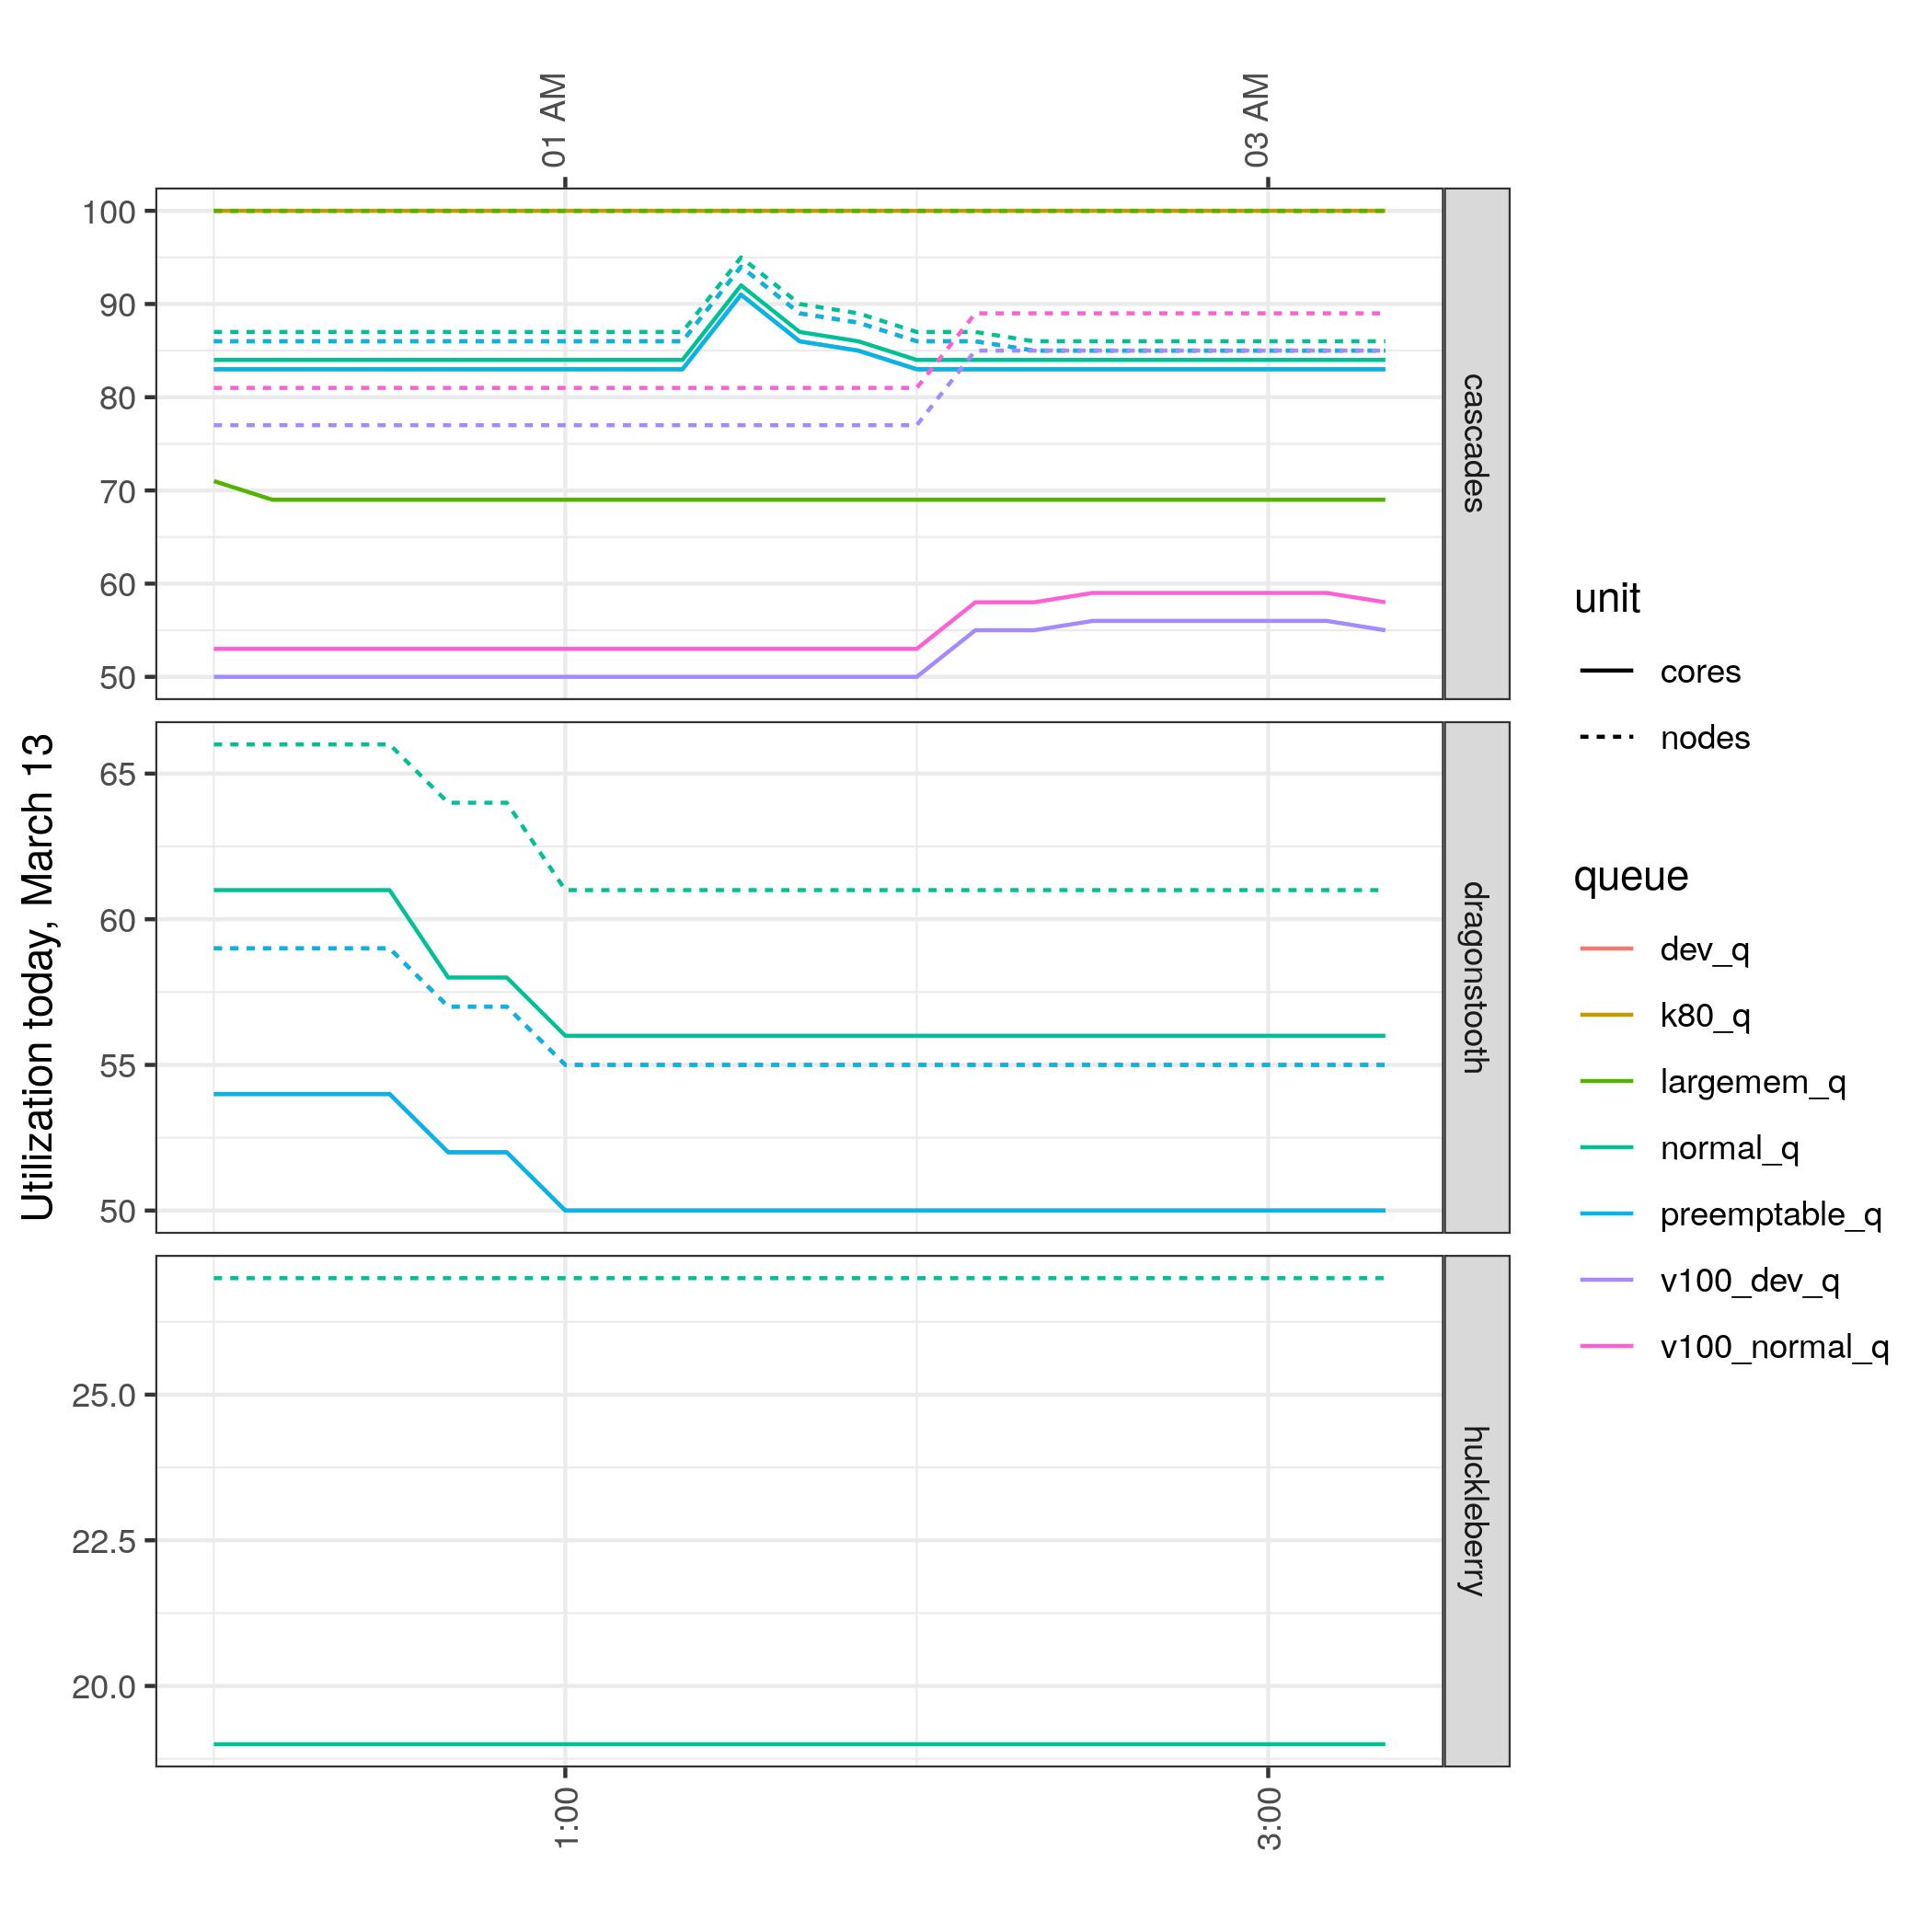 01 AM
03 AM
Utilization today, March 13
100
90
80
70
60
50
cascades
65
60
55
50
dragonstooth
25.0
22.5
20.0
huckleberry
1:00
3:00
unit
cores
nodes
queue
dev_q
k80_q
largemem_q
normal_q
preemptable_q
v100_dev_q
v100_normal_q